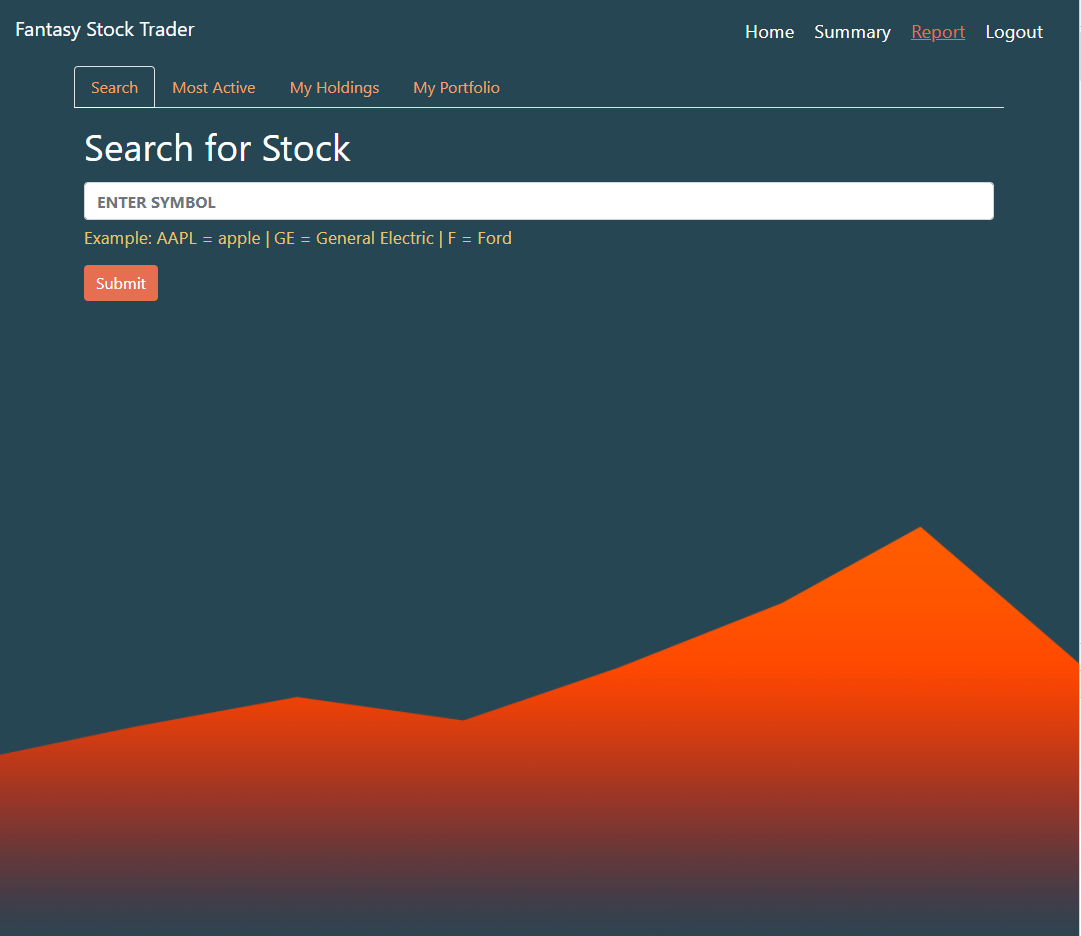 Fantasy Stock Trader
Home Summary Report Logout
Search Most Active My Holdings My Portfolio
Search for Stock
ENTER SYMBOL
Example: AAPL = apple | GE = General Electric | F = Ford
Submit